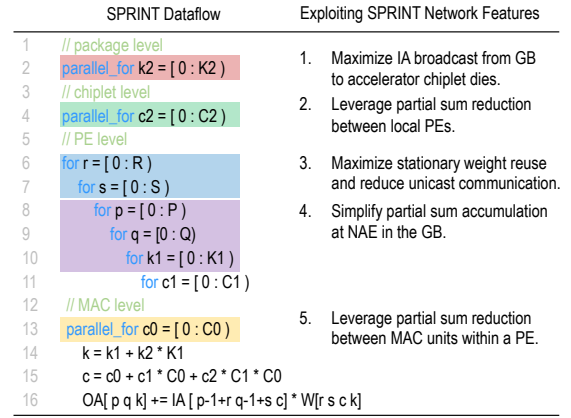 SPRINT Dataflow
Exploiting SPRINT Network Features
1 // package level
2 parallel_for k2 = [ 0 : K2 )
3 // chiplet level
4 parallel_for c2 = [ 0 : C2 )
5 // PE level
6 for r = [ 0 : R )
7 for s = [ 0 : S )
8 for p = [ 0 : P )
9 for q = [0 : Q)
10 for k1 = [ 0 : K1 )
11 for c1 = [ 0 : C1 )
12 // MAC level
13 parallel_for c0 = [ 0 : C0 )
14 k = k1 + k2 * K1
15 c = c0 + c1 * C0 + c2 * C1 * C0
16 OA[ p q k] += IA [ p-1+r q-1+s c] * W[r s c k]
1. Maximize IA broadcast from GB
to accelerator chiplet dies.
2. Leverage partial sum reduction
between local PEs.
3. Maximize stationary weight reuse
and reduce unicast communication.
4. Simplify partial sum accumulation
at NAE in the GB.
5. Leverage partial sum reduction
between MAC units within a PE.